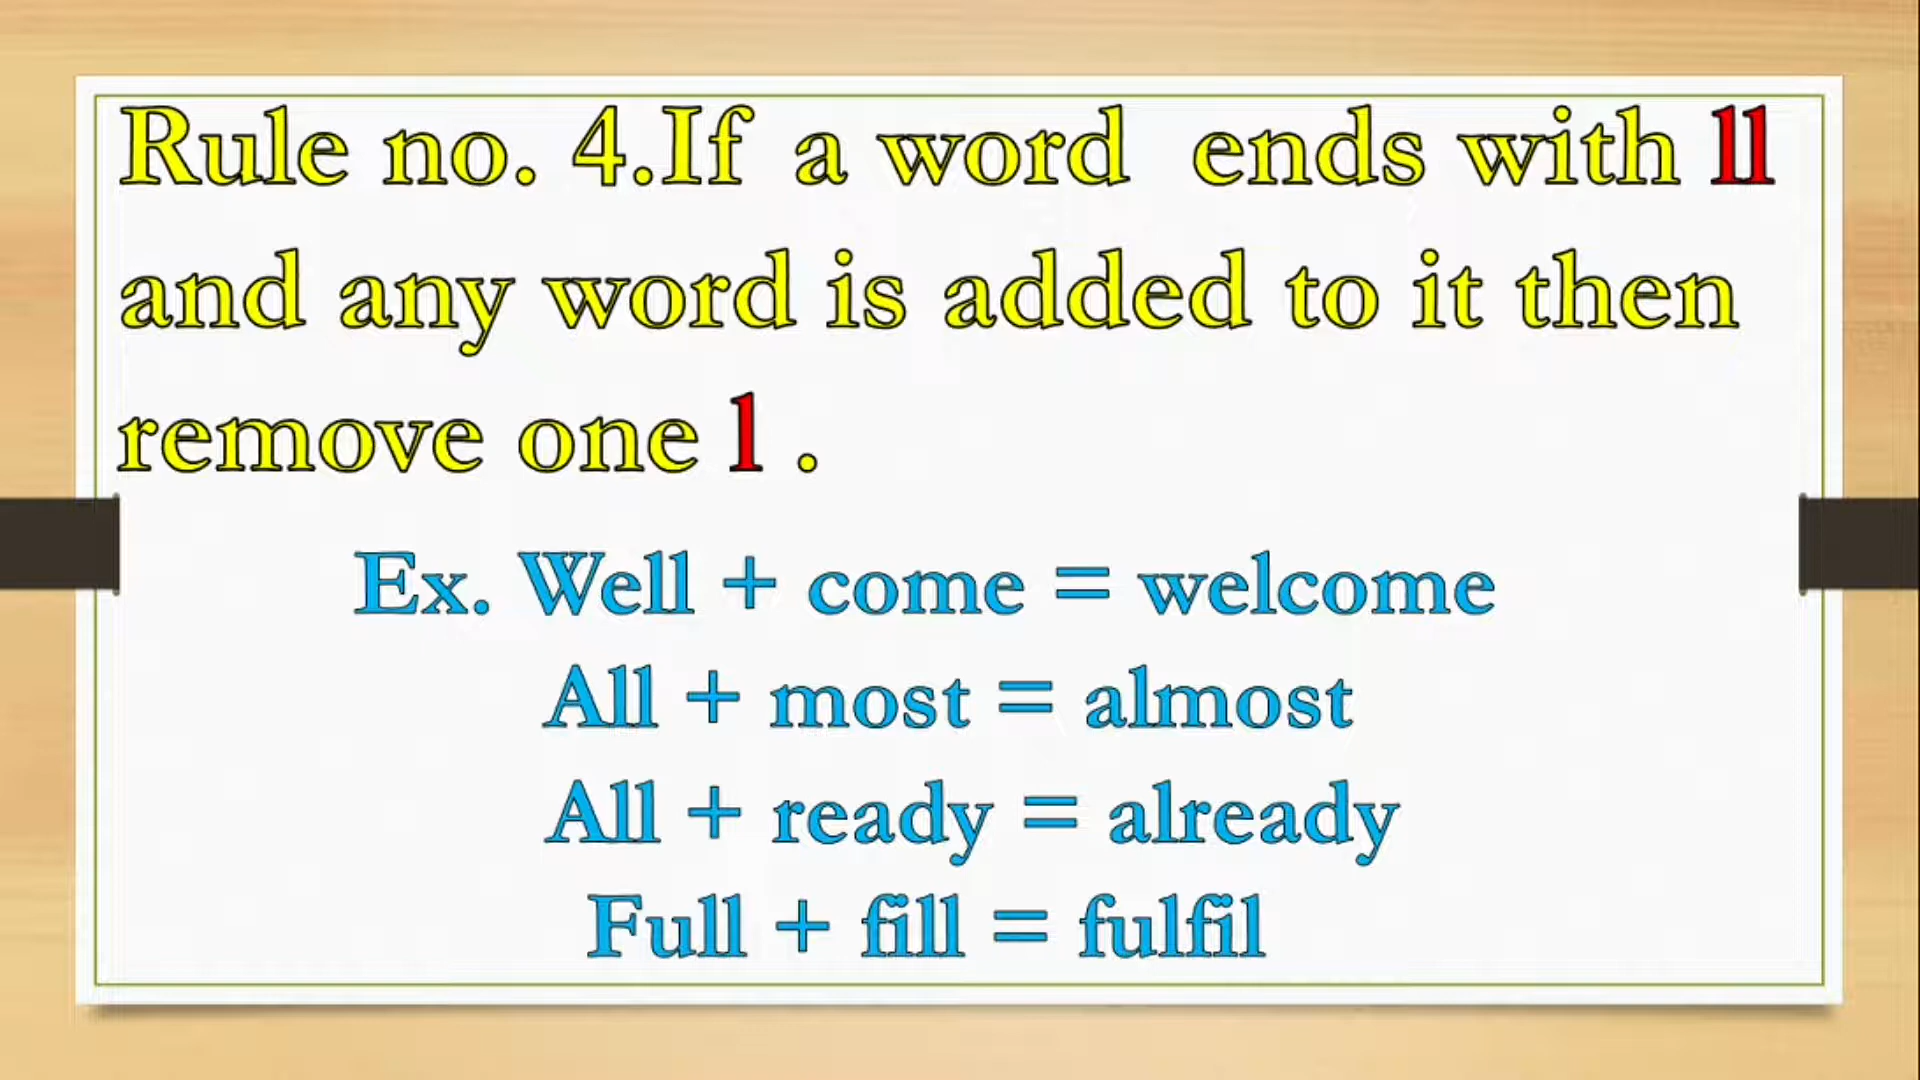 Rule no. 4.If a word ends with ll
and any word is added to it then
remove one l .
Ex. Well + come = welcome
All + most = almost
All + ready = already
Full + fill = fulfil